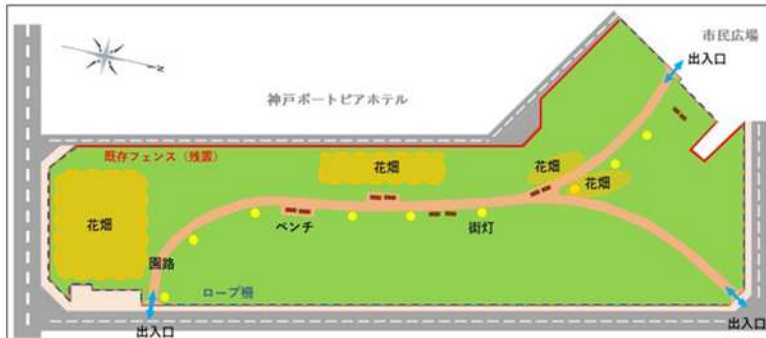 市民広場
出入口
神戸ポートピアホテル
既存フェンス（残置）
花畑
花畑
花畑
花畑
ベンチ
街灯
園路
ロープ柵
出入口
出入口
N